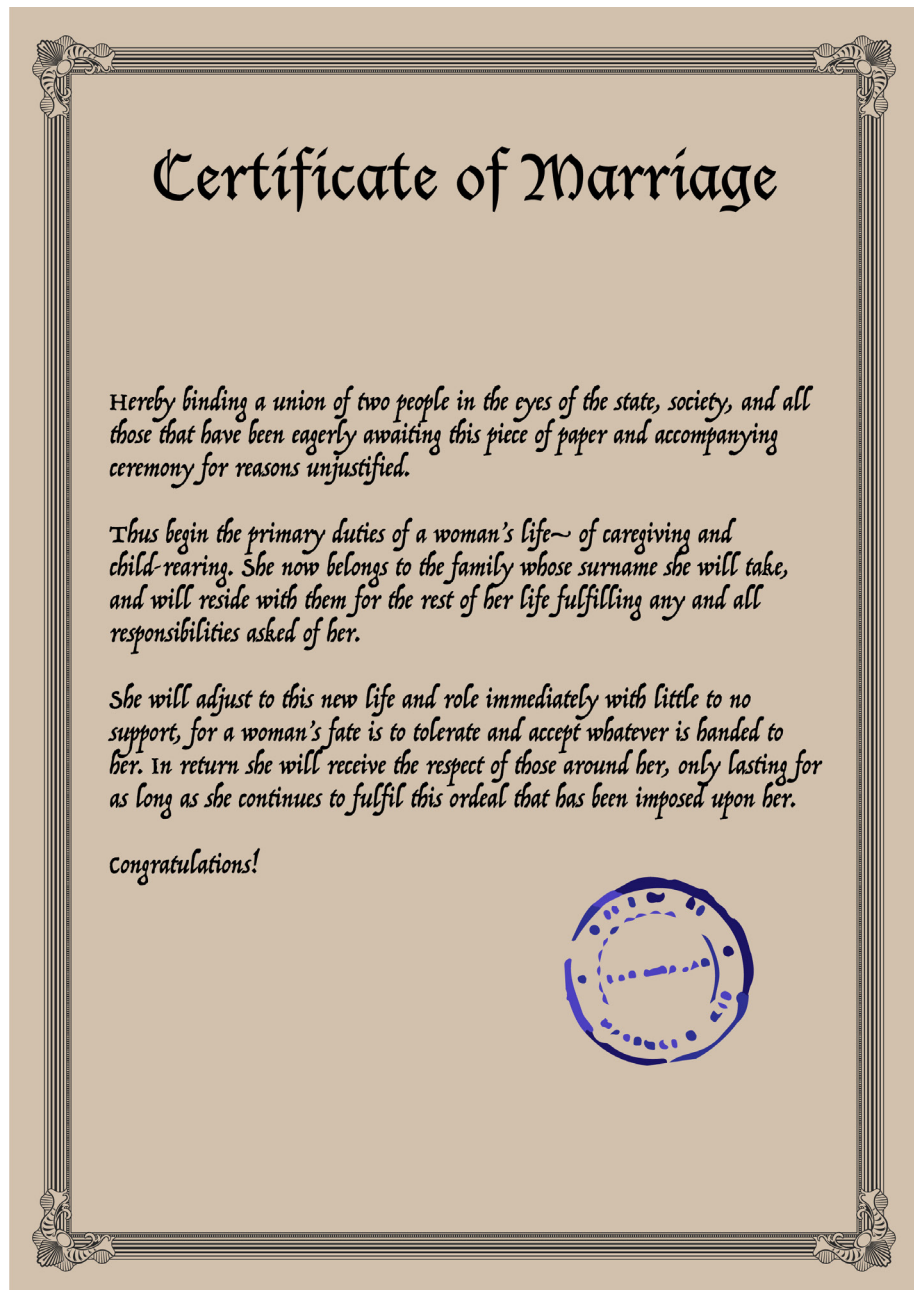 Certificate of Marriage
Hereby binding a union of two people in the eyes of the state, society, and all
those that have been eagerly awaiting this piece of paper and accompanying
ceremony for reasons unjustified.
Thus begin the primary duties of a woman's life~ of caregiving and
child-rearing. She now belongs to the family whose surname she will take,
and will reside with them for the rest of her life fulfilling any and all
responsibilities asked of her.
She will adjust to this new life and role immediately with little to no
support, for a woman's fate is to tolerate and accept whatever is handed to
her. In return she will receive the respect of those around her, only lasting for
as long as she continues to fulfil this ordeal that has been imposed upon her.
Congratulations!